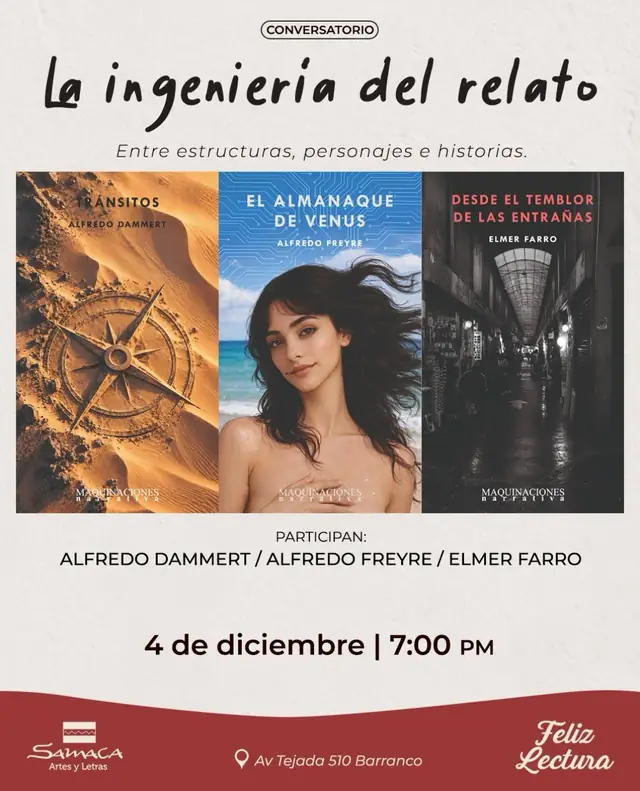 CONVERSATORIO
La ingeniería del relato
Entre estructuras, personajes e historias.
TRÁNSITOS
ALFREDO DAMMERT
MAQUINACIONES
narrativa
EL ALMANAQUE
DE VENUS
ALFREDO FREYRE
MAQUINACIONES
narrativa
DESDE EL TEMBLOR
DE LAS ENTRAÑAS
ELMER FARRO
MAQUINACIONES
narrativa
PARTICIPAN:
ALFREDO DAMMERT / ALFREDO FREYRE / ELMER FARRO
4 de diciembre | 7:00 PM
SAMACA
Artes y Letras
Av Tejada 510 Barranco
Feliz
Lectura